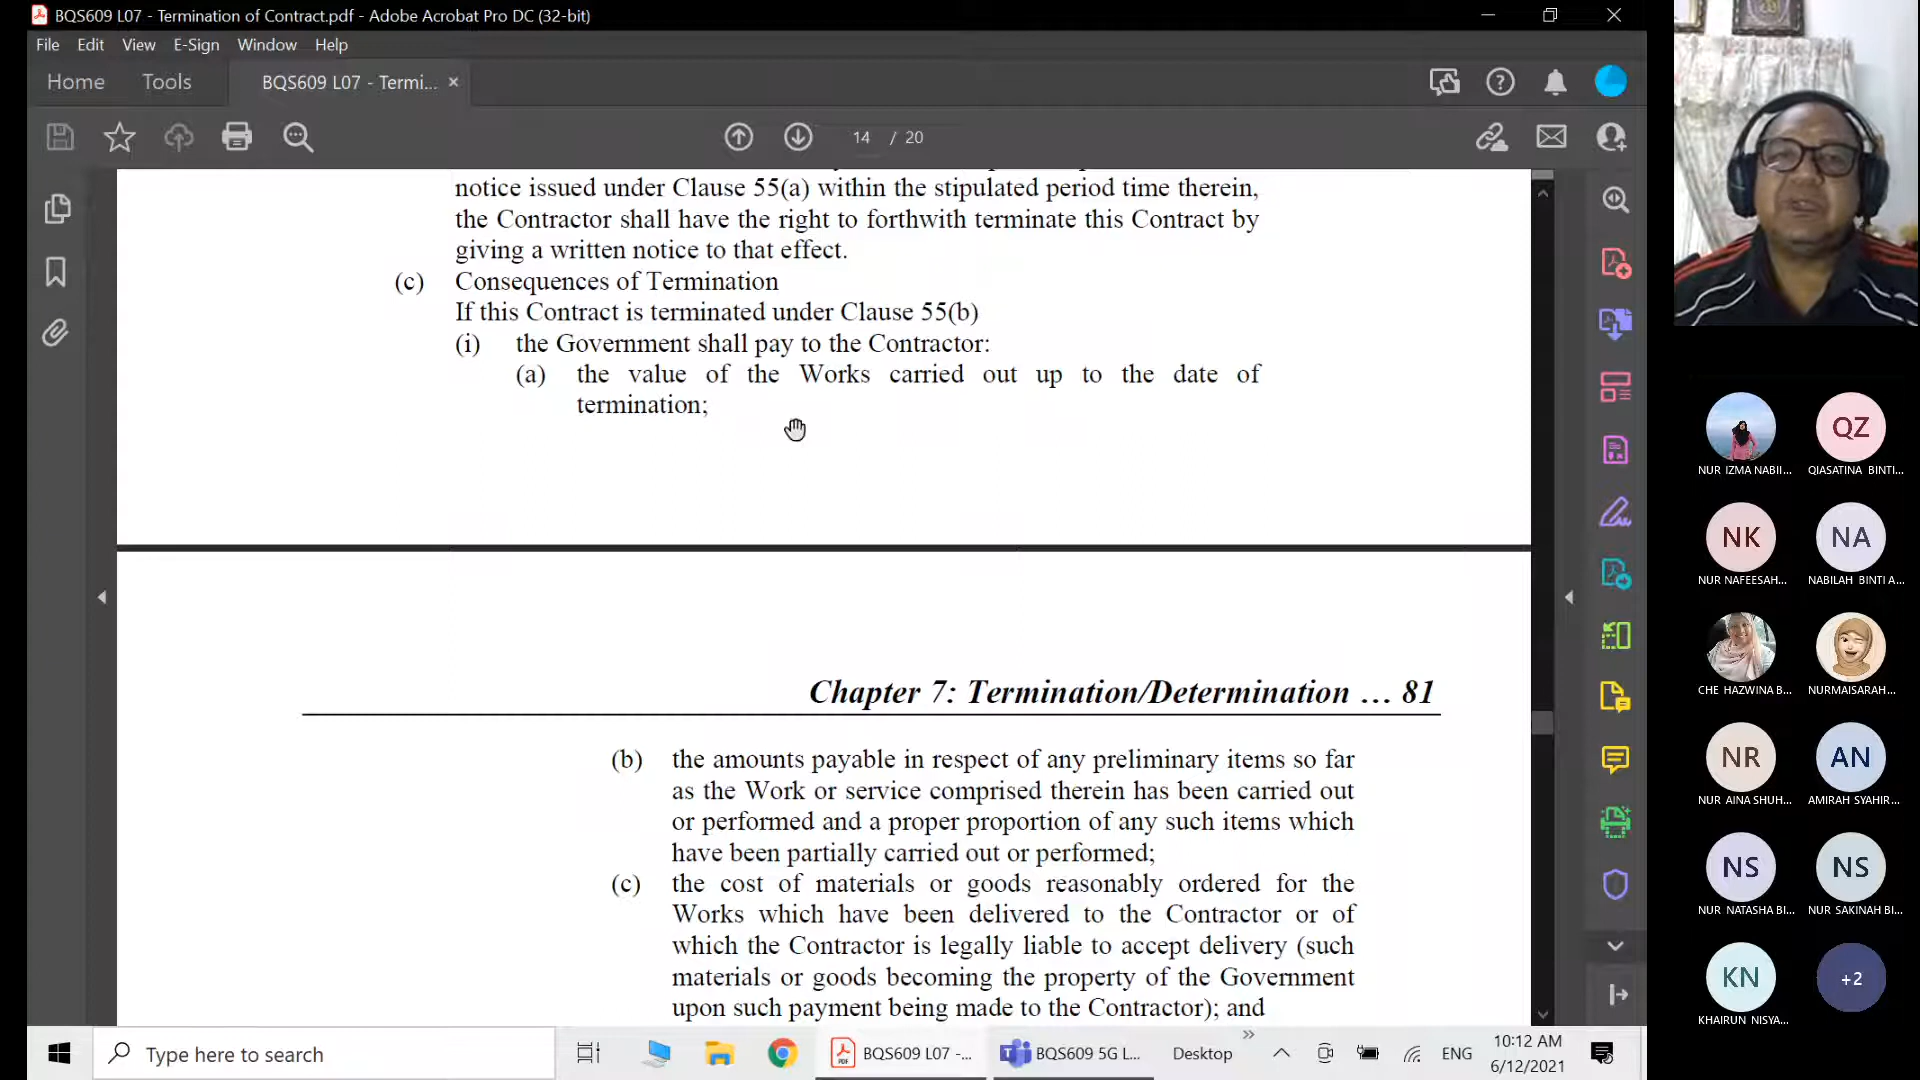 BQS609 L07 - Termination of Contract.pdf - Adobe Acrobat Pro DC (32-bit)
File Edit View E-Sign Window Help
Home Tools BQS609 L07 - Termi... ×
14 / 20
notice issued under Clause 55(a) within the stipulated period time therein,
the Contractor shall have the right to forthwith terminate this Contract by
giving a written notice to that effect.
(c) Consequences of Termination
If this Contract is terminated under Clause 55(b)
(i) the Government shall pay to the Contractor:
(a) the value of the Works carried out up to the date of
termination;
Chapter 7: Termination/Determination … 81
(b) the amounts payable in respect of any preliminary items so far
as the Work or service comprised therein has been carried out
or performed and a proper proportion of any such items which
have been partially carried out or performed;
(c) the cost of materials or goods reasonably ordered for the
Works which have been delivered to the Contractor or of
which the Contractor is legally liable to accept delivery (such
materials or goods becoming the property of the Government
upon such payment being made to the Contractor); and
QZ
NUR IZMA NABII... QIASATINA BINTI...
NK NA
NUR NAFEESAH... NABILAH BINTI A...
CHE HAZWINA B... NURMAISARAH...
NR AN
NUR AINA SHUH... AMIRAH SYAHIR...
NS NS
NUR NATASHA BI... NUR SAKINAH BI...
KN +2
KHAIRUN NISYA...
Type here to search
BQS609 L07 -... BQS609 5G L... Desktop » ENG
10:12 AM
6/12/2021